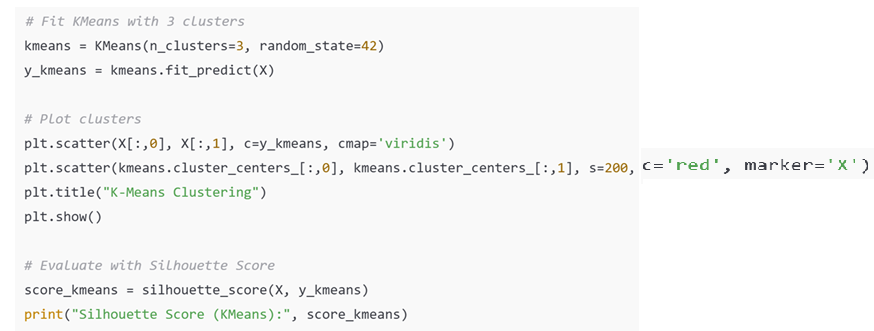 # Fit KMeans with 3 clusters
kmeans = KMeans(n_clusters=3, random_state=42)
y_kmeans = kmeans.fit_predict(X)
# Plot clusters
plt.scatter(X[:,0], X[:,1], c=y_kmeans, cmap='viridis')
plt.scatter(kmeans.cluster_centers_[:,0], kmeans.cluster_centers_[:,1], s=200, c='red', marker='X')
plt.title("K-Means Clustering")
plt.show()
# Evaluate with Silhouette Score
score_kmeans = silhouette_score(X, y_kmeans)
print("Silhouette Score (KMeans):", score_kmeans)